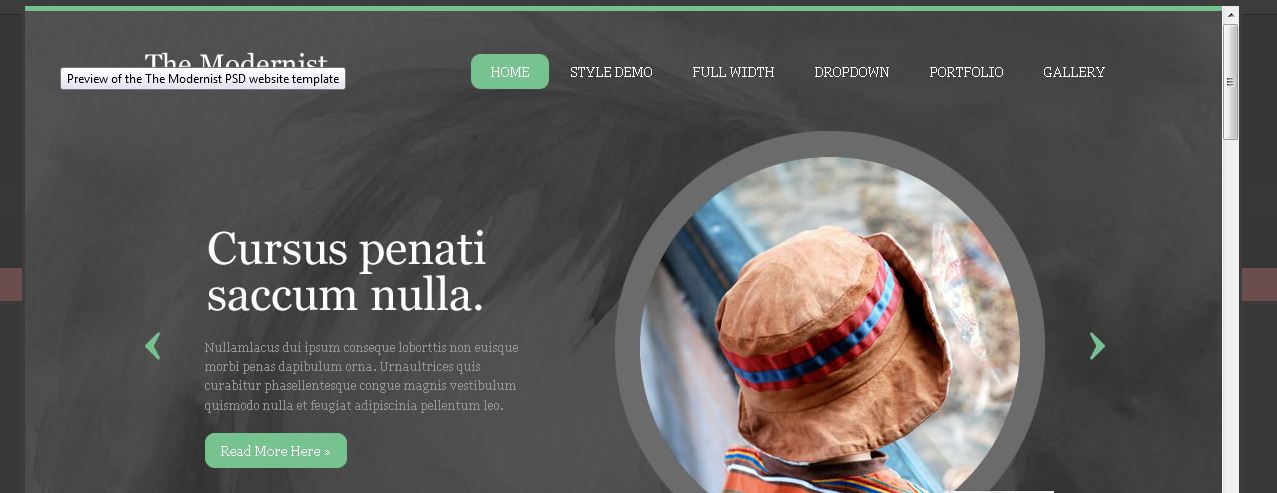 The Modernist
Preview of the The Modernist PSD website template
HOME STYLE DEMO FULL WIDTH DROPDOWN PORTFOLIO GALLERY
Cursus penati
saccum nulla.
Nullamlacus dui ipsum conseque loborttis non euisque
morbi penas dapibulum orna. Urnaultrices quis
curabitur phasellentesque congue magnis vestibulum
quismodo nulla et feugiat adipiscinia pellentum leo.
Read More Here »